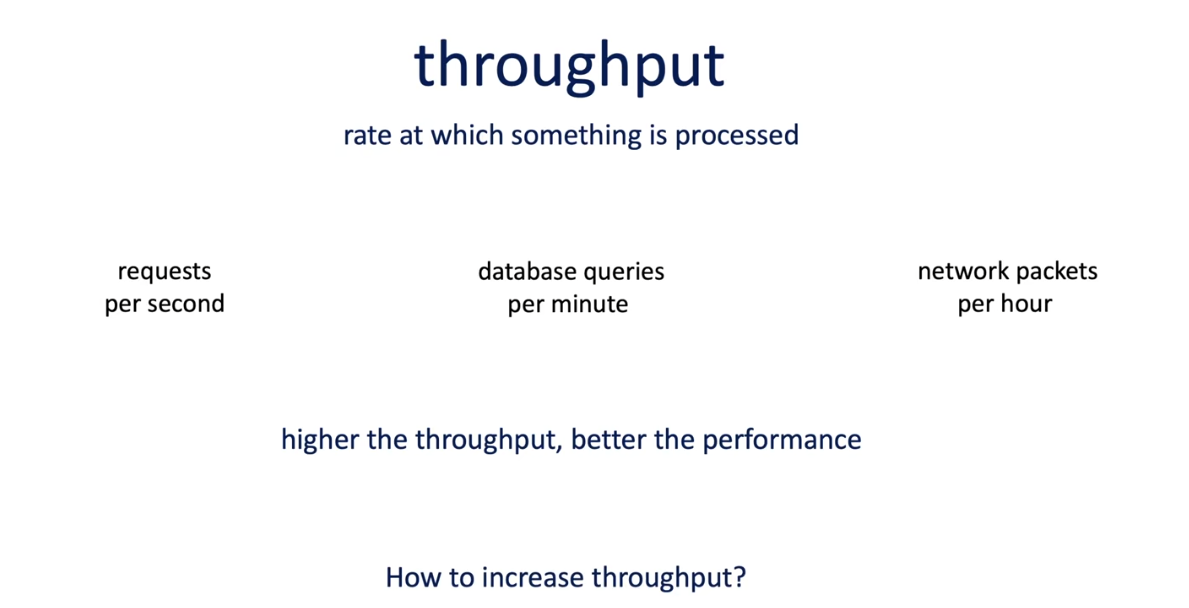 throughput
rate at which something is processed
requests
per second
database queries
per minute
network packets
per hour
higher the throughput, better the performance
How to increase throughput?